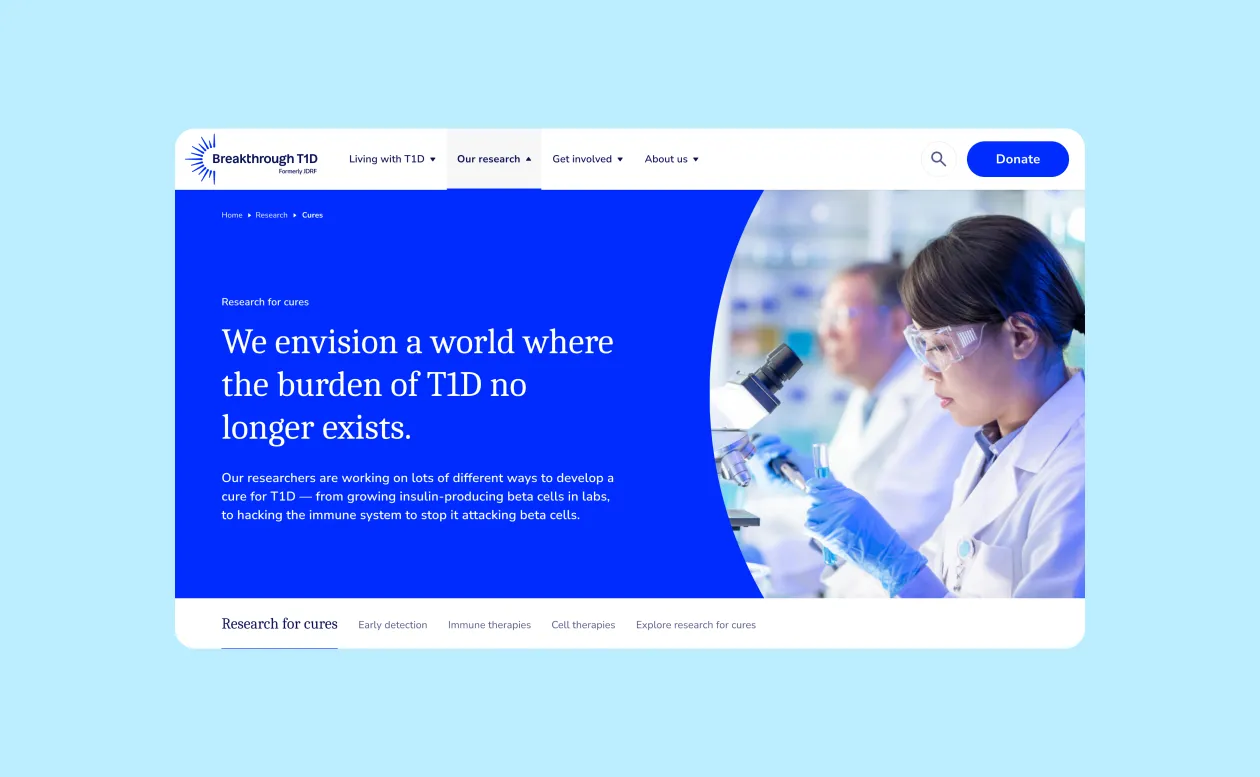 Breakthrough T1D
Formerly JDRF
Living with T1D
Our research
Get involved
About us
Donate
Home
Research
Cures
Research for cures
We envision a world where
the burden of T1D no
longer exists.
Our researchers are working on lots of different ways to develop a
cure for T1D — from growing insulin-producing beta cells in labs,
to hacking the immune system to stop it attacking beta cells.
Research for cures
Early detection
Immune therapies
Cell therapies
Explore research for cures